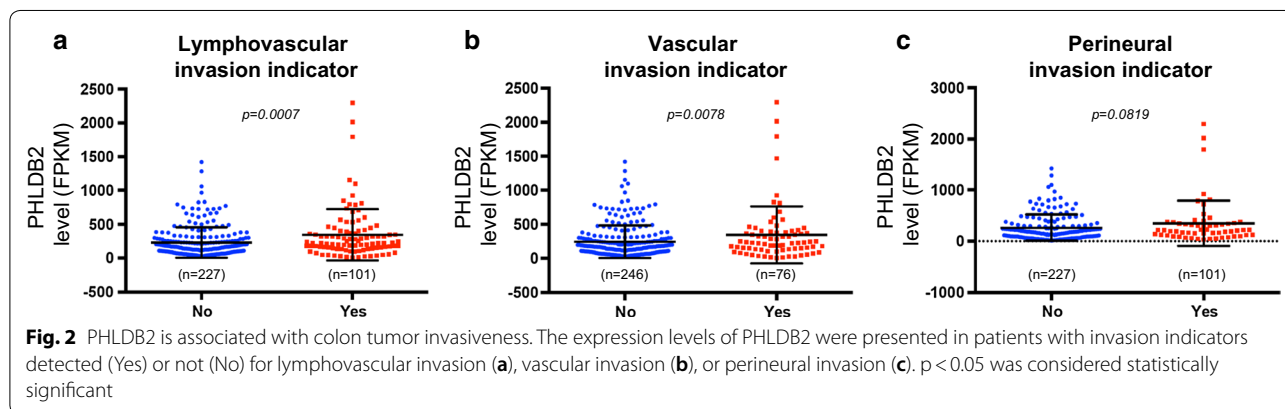 a
Lymphovascular
invasion indicator
PHLDB2
level (FPKM)
2500
2000
1500
1000
500
0
-500
p=0.0007
(n=227)
(n=101)
No
Yes
b
Vascular
invasion indicator
PHLDB2
level (FPKM)
2500
2000
1500
1000
500
0
-500
p=0.0078
(n=246)
(n=76)
No
Yes
c
Perineural
invasion indicator
PHLDB2
level (FPKM)
3000
2000
1000
0
-1000
p=0.0819
(n=227)
(n=101)
No
Yes
Fig. 2 PHLDB2 is associated with colon tumor invasiveness. The expression levels of PHLDB2 were presented in patients with invasion indicators
detected (Yes) or not (No) for lymphovascular invasion (a), vascular invasion (b), or perineural invasion (c). p < 0.05 was considered statistically
significant